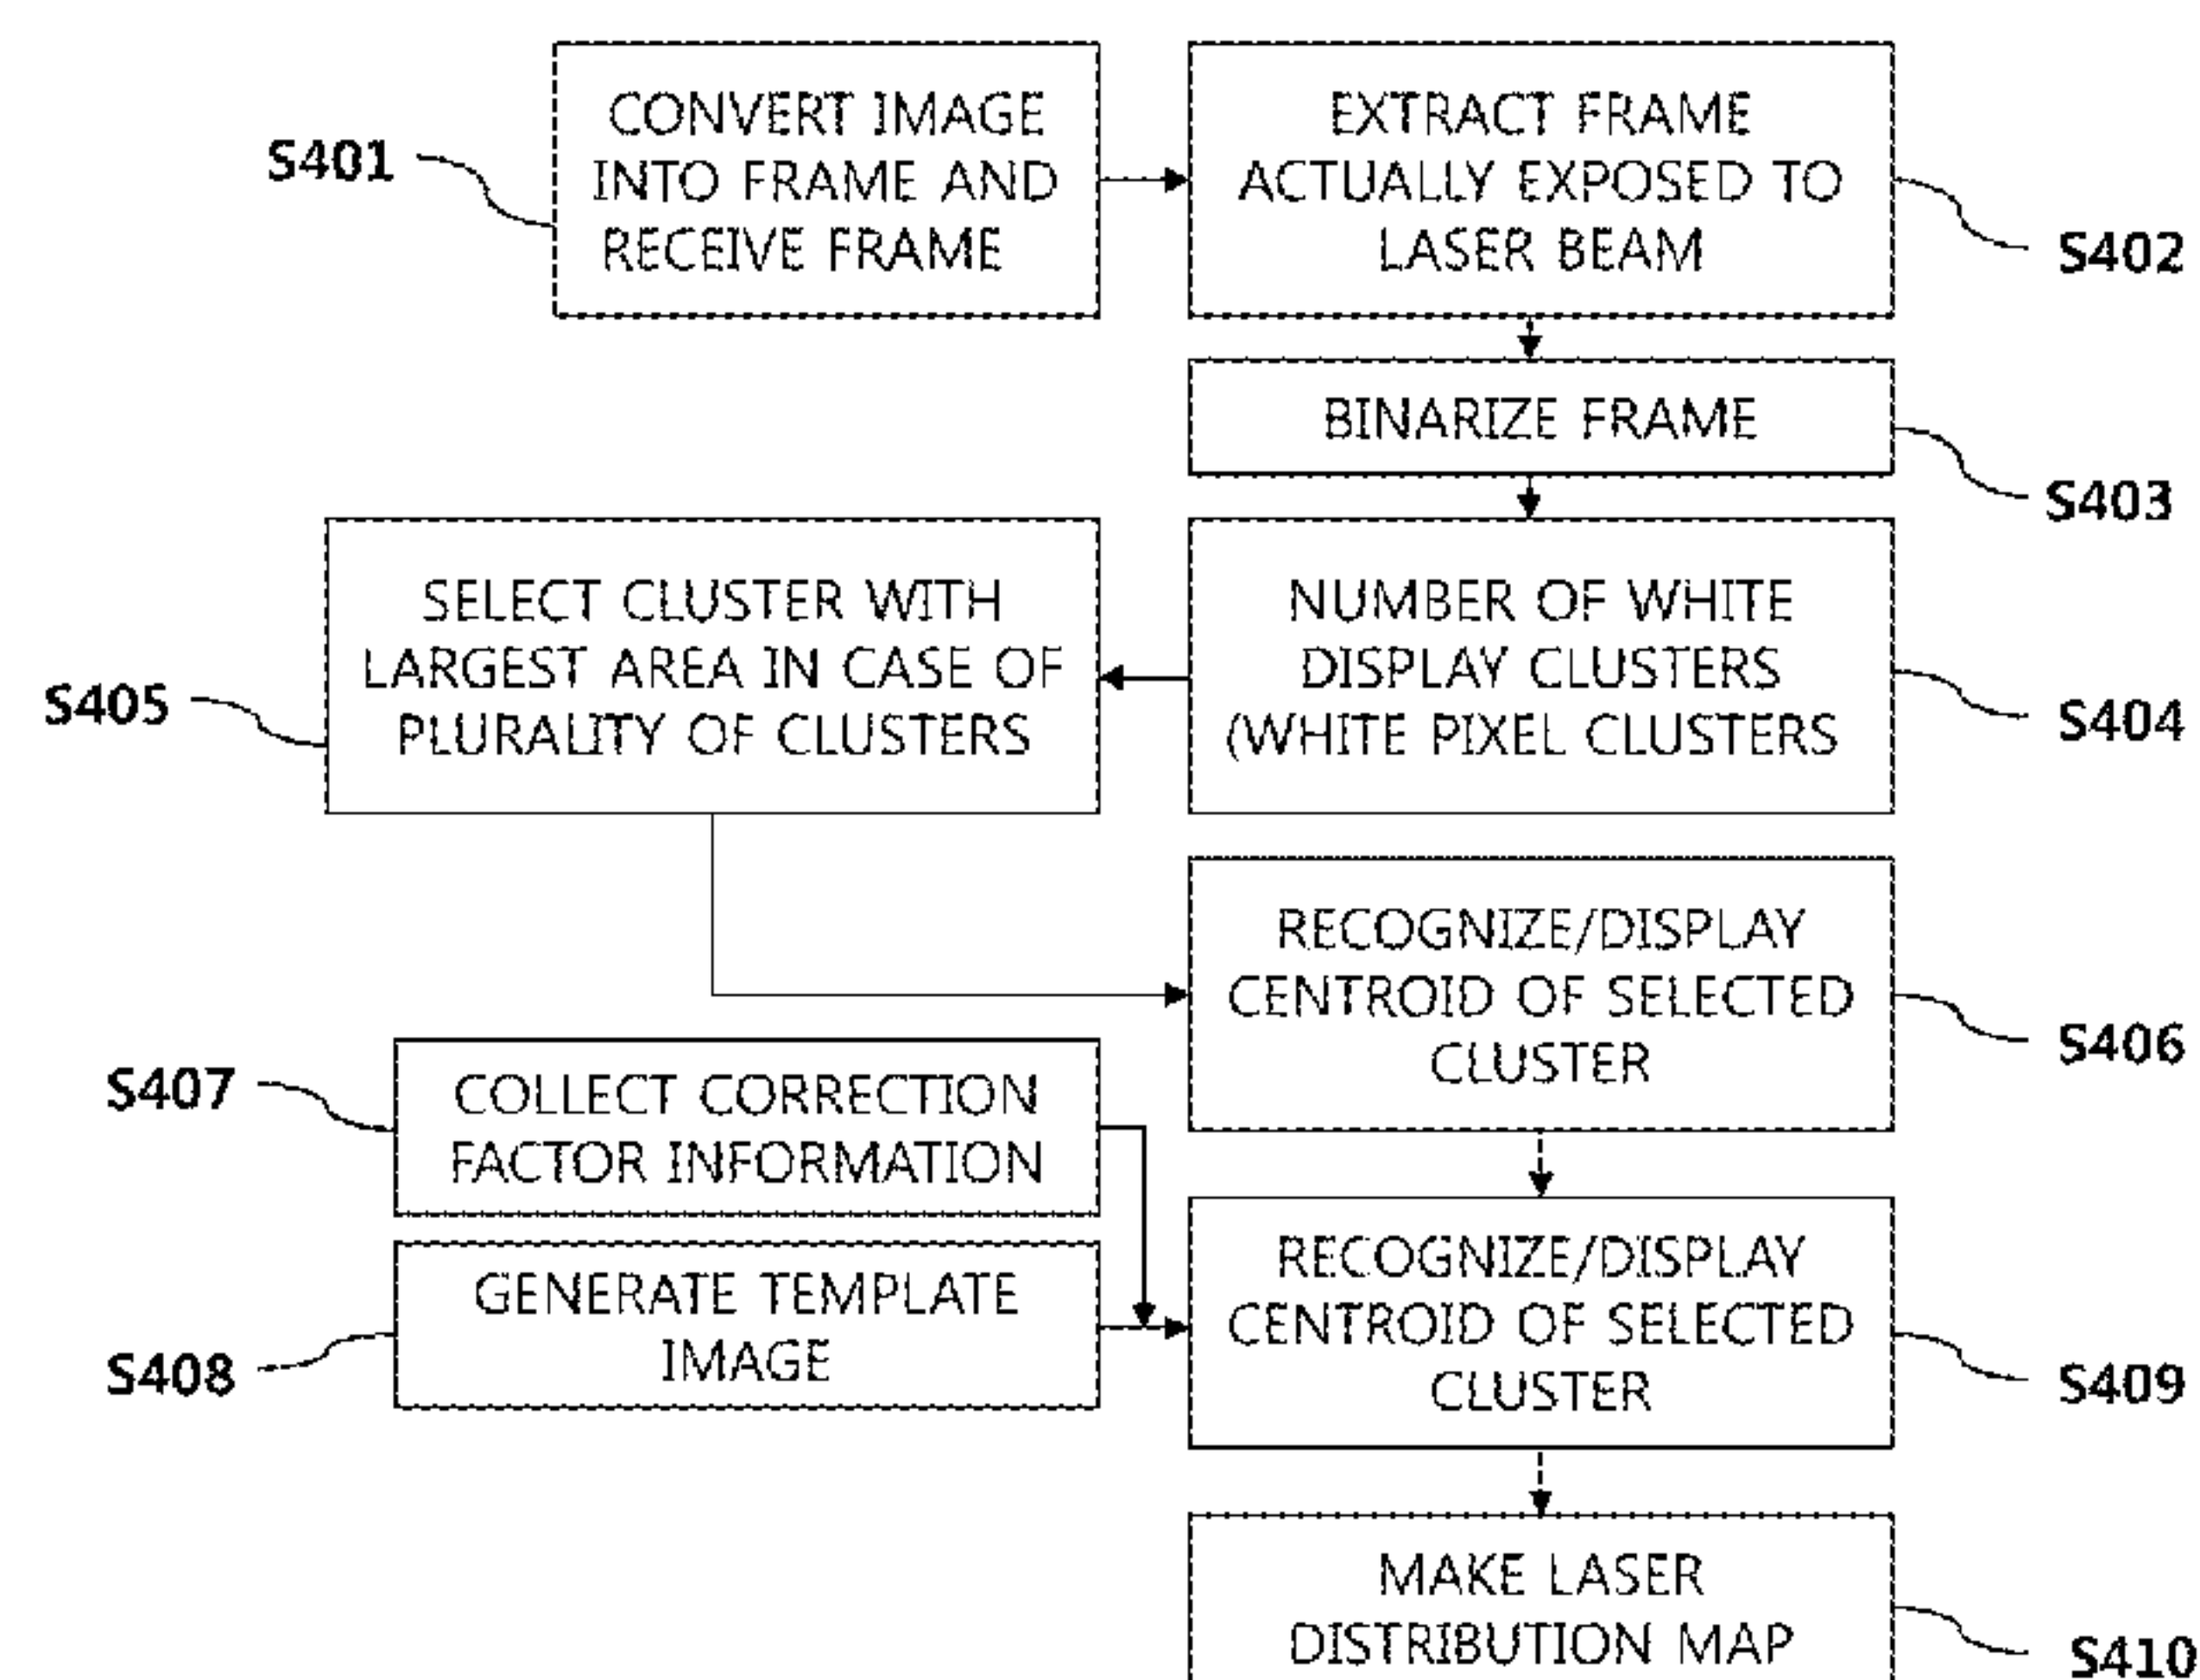 S401
CONVERT IMAGE
INTO FRAME AND
RECEIVE FRAME
EXTRACT FRAME
ACTUALLY EXPOSED TO
LASER BEAM
S402
BINARIZE FRAME
S403
NUMBER OF WHITE
DISPLAY CLUSTERS
(WHITE PIXEL CLUSTERS
S404
SELECT CLUSTER WITH
LARGEST AREA IN CASE OF
PLURALITY OF CLUSTERS
S405
RECOGNIZE/DISPLAY
CENTROID OF SELECTED
CLUSTER
S406
S407
COLLECT CORRECTION
FACTOR INFORMATION
S408
GENERATE TEMPLATE
IMAGE
RECOGNIZE/DISPLAY
CENTROID OF SELECTED
CLUSTER
S409
MAKE LASER
DISTRIBUTION MAP
S410